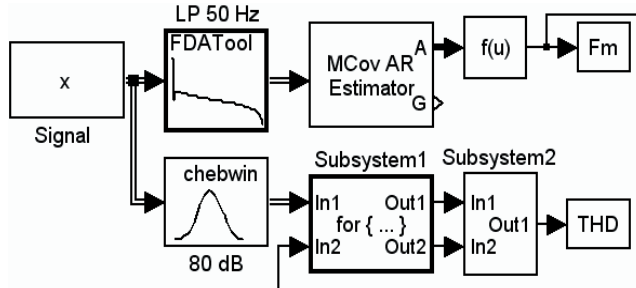 LP 50 Hz
FDATool
x
Signal
MCov AR
Estimator
A
G
f(u)
Fm
chebwin
80 dB
Subsystem1
In1
Out1
for { ... }
In2
Out2
Subsystem2
In1
Out1
In2
THD